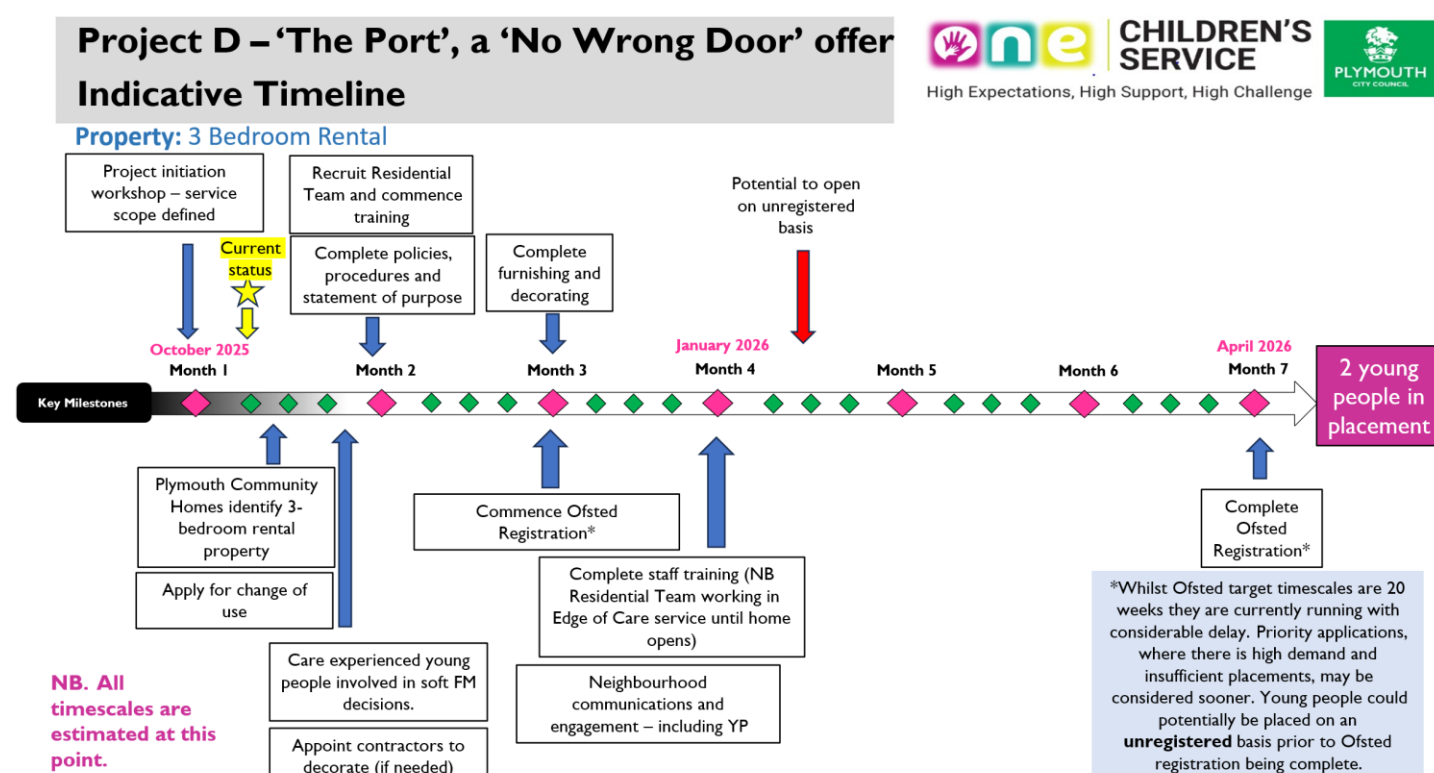 Project D – ‘The Port’, a ‘No Wrong Door’ offer
Indicative Timeline
one
CHILDREN'S
SERVICE
High Expectations, High Support, High Challenge
PLYMOUTH
CITY COUNCIL
Property: 3 Bedroom Rental
Project initiation
workshop – service
scope defined
Current
status
Recruit Residential
Team and commence
training
Complete policies,
procedures and
statement of purpose
Complete
furnishing and
decorating
Potential to open
on unregistered
basis
October 2025
January 2026
April 2026
Month 1
Month 2
Month 3
Month 4
Month 5
Month 6
Month 7
Key Milestones
2 young
people in
placement
Plymouth Community
Homes identify 3-
bedroom rental
property
Apply for change of
use
Care experienced young
people involved in soft FM
decisions.
Appoint contractors to
decorate (if needed)
Commence Ofsted
Registration*
Complete staff training (NB
Residential Team working in
Edge of Care service until home
opens)
Neighbourhood
communications and
engagement – including YP
Complete
Ofsted
Registration*
*Whilst Ofsted target timescales are 20
weeks they are currently running with
considerable delay. Priority applications,
where there is high demand and
insufficient placements, may be
considered sooner. Young people could
potentially be placed on an
unregistered basis prior to Ofsted
registration being complete.
NB. All
timescales are
estimated at this
point.